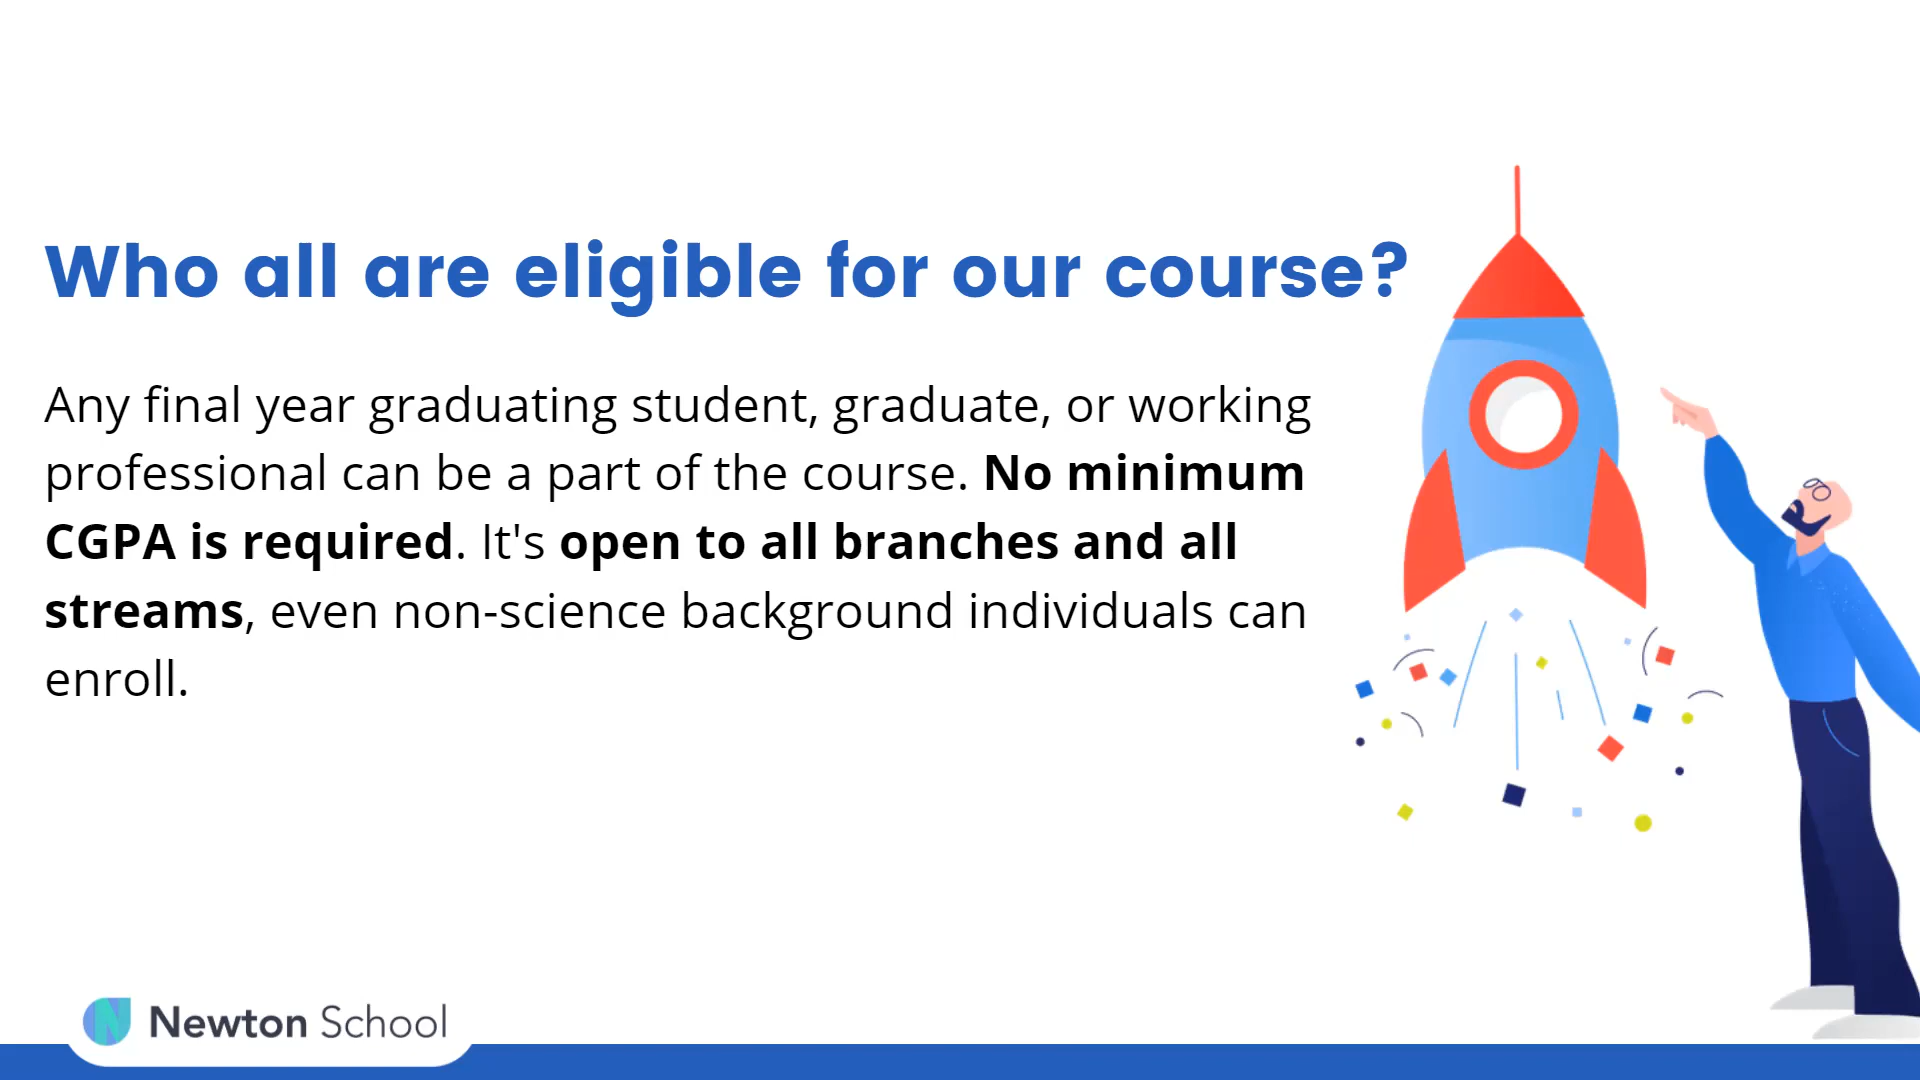 Who all are eligible for our course?
Any final year graduating student, graduate, or working
professional can be a part of the course. No minimum
CGPA is required. It's open to all branches and all
streams, even non-science background individuals can
enroll.
Newton School